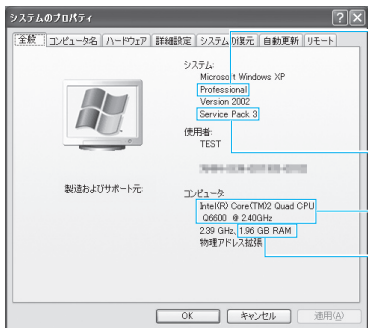 システムのプロパティ
全般 コンピュータ名 ハードウェア 詳細設定 システムの復元 自動更新 リモート
システム:
Microsoft Windows XP
Professional
Version 2002
Service Pack 3
使用者:
TEST
製造およびサポート元:
コンピュータ:
Intel(R) Core(TM)2 Quad CPU
Q6600 @ 2.40GHz
2.39 GHz, 1.96 GB RAM
物理アドレス拡張
OK キャンセル 適用(A)